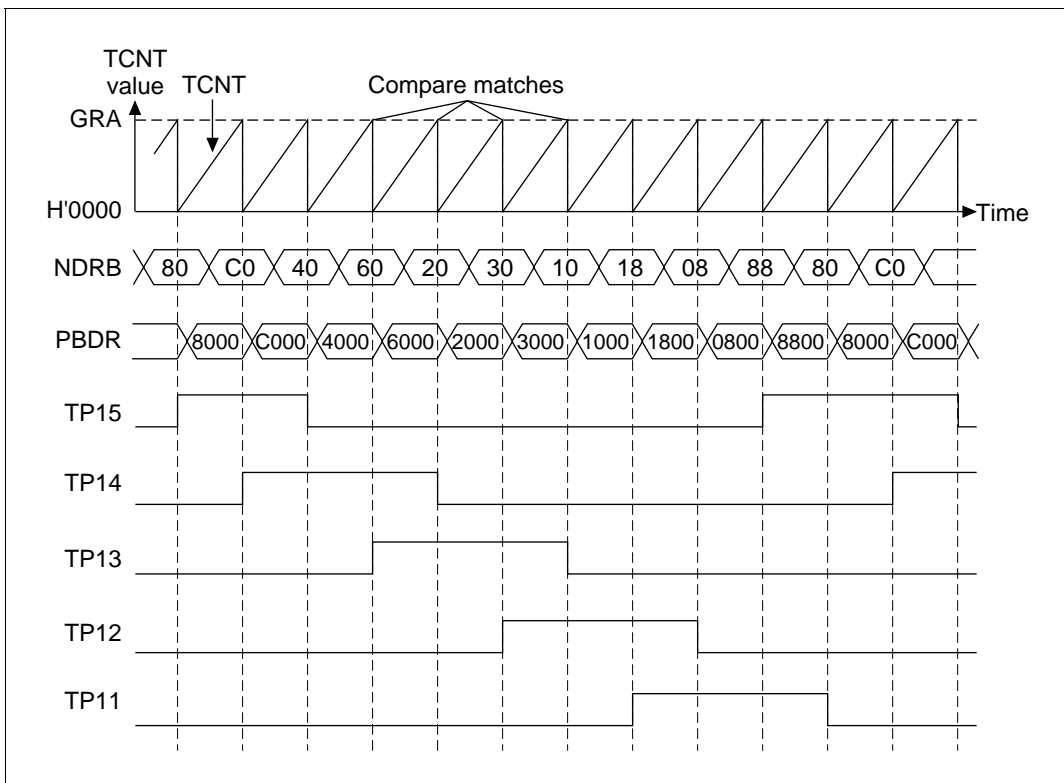 TCNT
value
TCNT
Compare matches
GRA
H'0000
Time
NDRB 80 C0 40 60 20 30 10 18 08 88 80 C0
PBDR 8000 C000 4000 6000 2000 3000 1000 1800 0800 8800 8000 C000
TP15
TP14
TP13
TP12
TP11